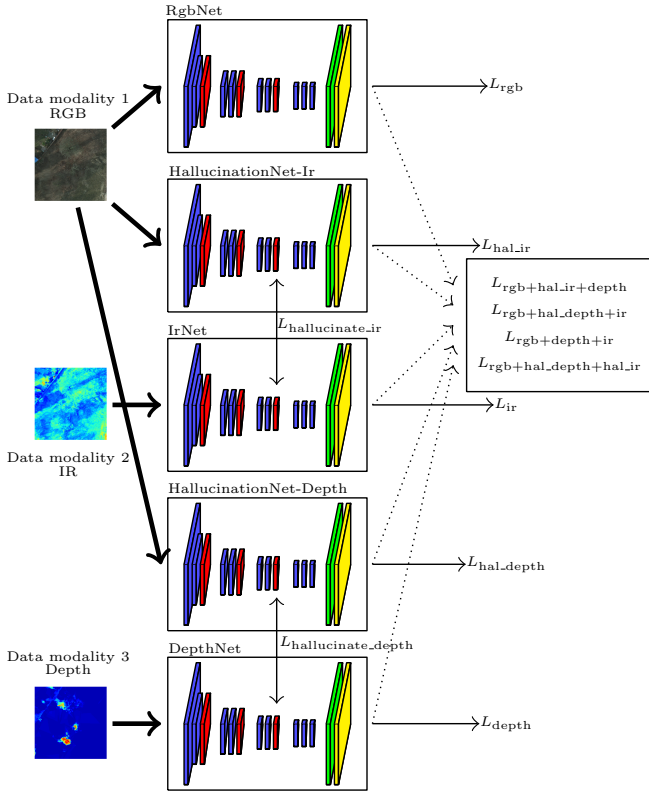 RgbNet
Data modality 1
RGB
L_rgb
HallucinationNet-Ir
L_hal_ir
L_rgb+hal_ir+depth
L_rgb+hal_depth+ir
L_rgb+depth+ir
L_rgb+hal_depth+hal_ir
L_hallucinate_ir
IrNet
L_ir
Data modality 2
IR
HallucinationNet-Depth
L_hal_depth
L_hallucinate_depth
DepthNet
Data modality 3
Depth
L_depth